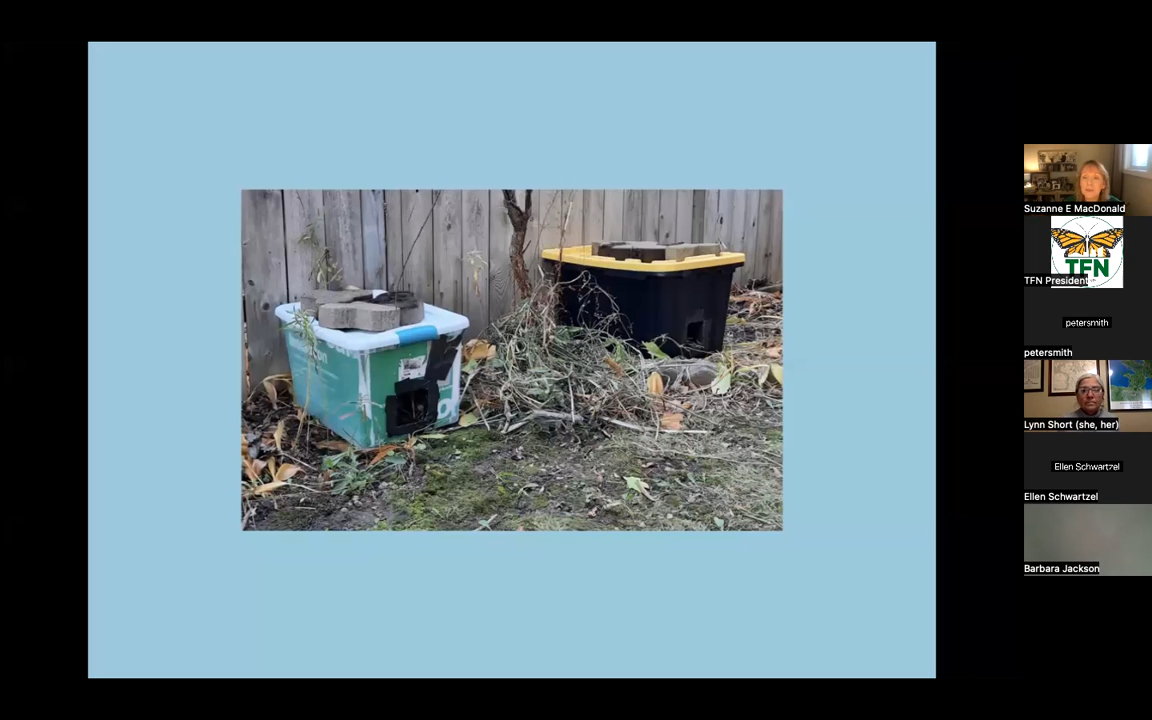 Suzanne E MacDonald
TFN
TFN President
petersmith
petersmith
Lynn Short (she, her)
Ellen Schwartzel
Ellen Schwartzel
Barbara Jackson